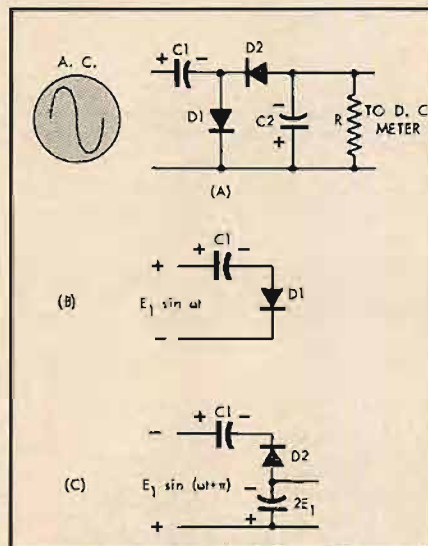 A. C.
+ C1 - D2
D1
- C2 +
R
TO D. C.
METER
(A)
+ C1 -
+
D1
(B) E₁ sin ωt
-
+ C1 -
-
D2
(C) E₁ sin (ωt+π)
- 2E₁
+ +